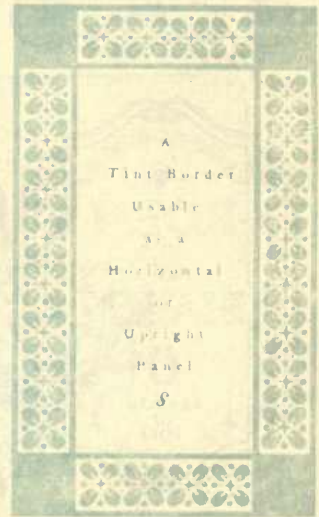 A
Tint Border
Usable
as a
Horizontal
or
Upright
Panel
S